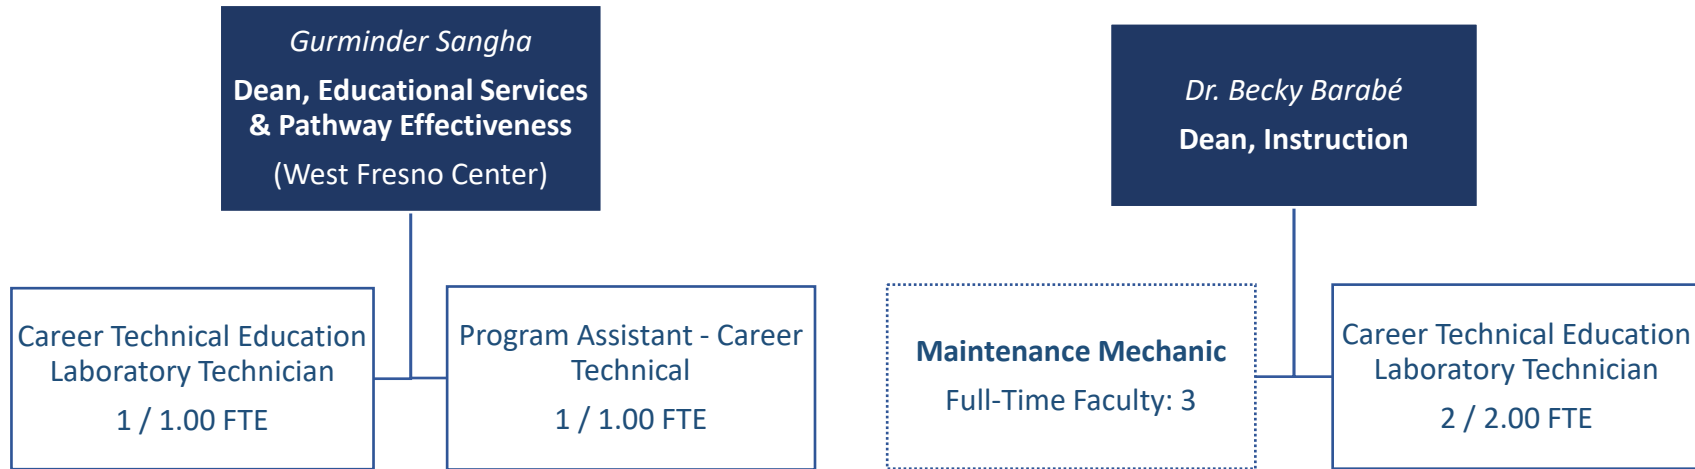 Gurminder Sangha
Dean, Educational Services
& Pathway Effectiveness
(West Fresno Center)
Career Technical Education
Laboratory Technician
1 / 1.00 FTE
Program Assistant - Career
Technical
1 / 1.00 FTE
Dr. Becky Barabé
Dean, Instruction
Maintenance Mechanic
Full-Time Faculty: 3
Career Technical Education
Laboratory Technician
2 / 2.00 FTE